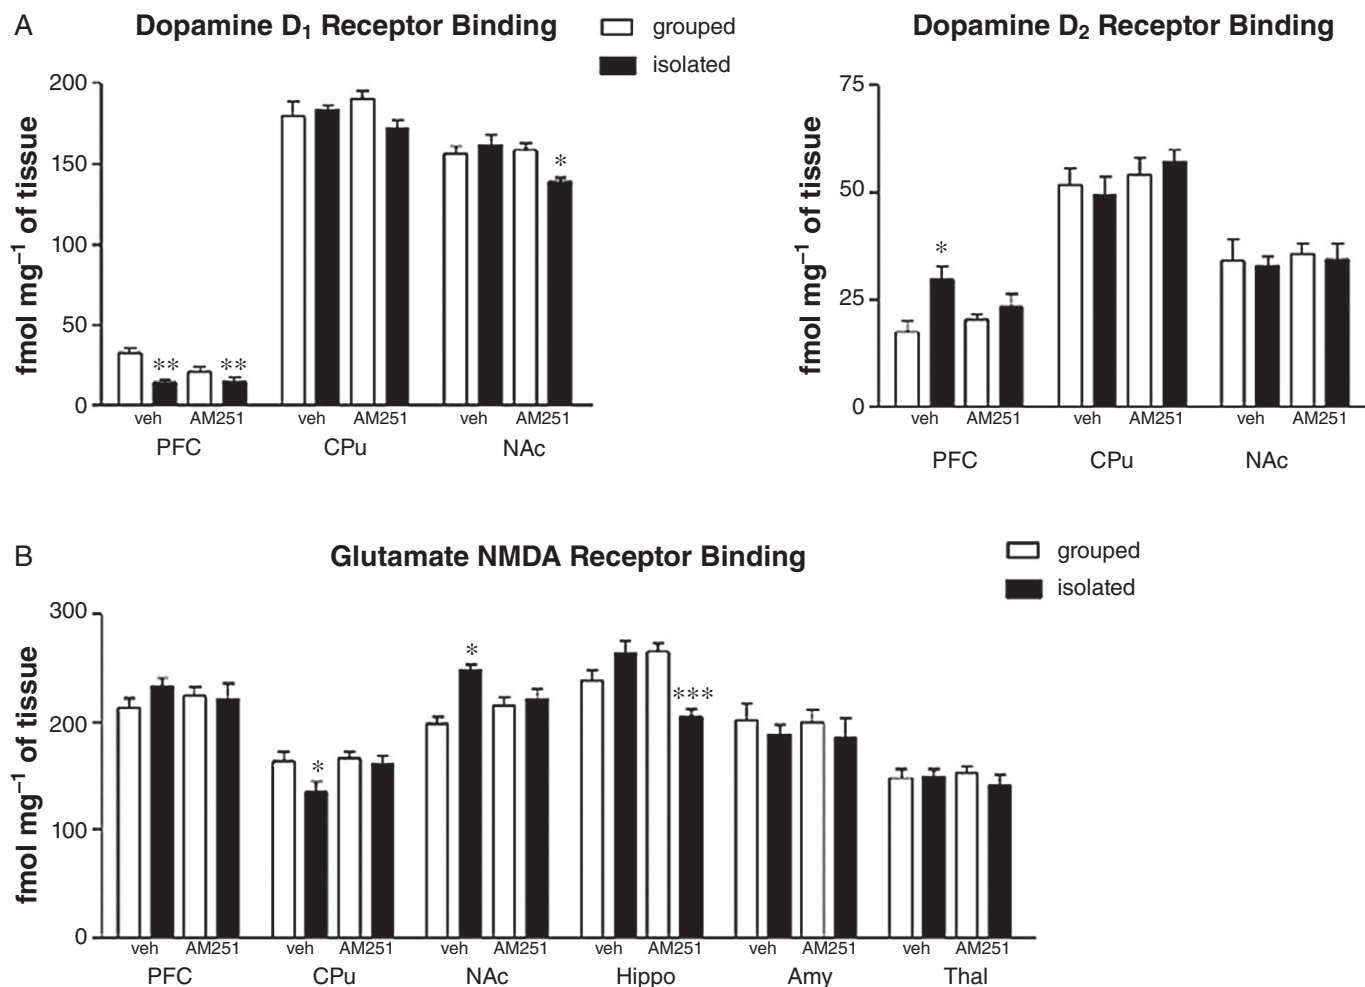 A
Dopamine D₁ Receptor Binding
grouped
isolated
fmol mg⁻¹ of tissue
200
150
100
50
0
** ** *
veh AM251 veh AM251 veh AM251
PFC CPu NAc
Dopamine D₂ Receptor Binding
fmol mg⁻¹ of tissue
75
50
25
0
*
veh AM251 veh AM251 veh AM251
PFC CPu NAc
B
Glutamate NMDA Receptor Binding
grouped
isolated
fmol mg⁻¹ of tissue
300
200
100
0
* * ***
veh AM251 veh AM251 veh AM251 veh AM251 veh AM251 veh AM251
PFC CPu NAc Hippo Amy Thal